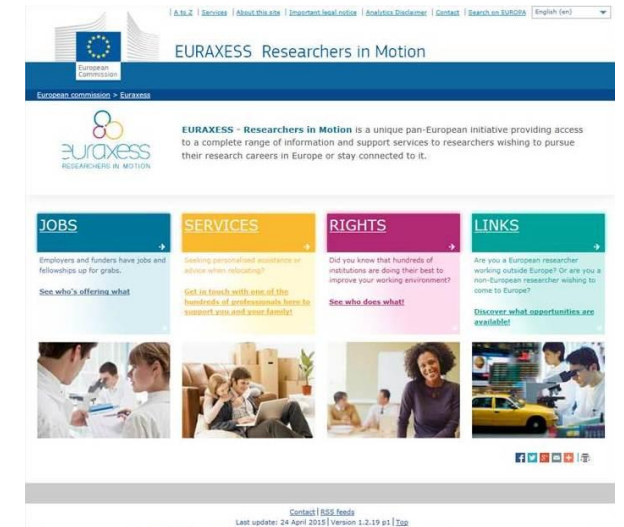 A to Z | Services | About this site | Important legal notice | Analytics Disclaimer | Contact | Search on EUROPA English (en)
European
Commission
EURAXESS Researchers in Motion
European commission > Euraxess
euraxess
RESEARCHERS IN MOTION
EURAXESS - Researchers in Motion is a unique pan-European initiative providing access
to a complete range of information and support services to researchers wishing to pursue
their research careers in Europe or stay connected to it.
JOBS
Employers and funders have jobs and
fellowships up for grabs.
See who's offering what
SERVICES
Seeking personalised assistance or
advice when relocating?
Get in touch with one of the
hundreds of professionals here to
support you and your family!
RIGHTS
Did you know that hundreds of
institutions are doing their best to
improve your working environment?
See who does what!
LINKS
Are you a European researcher
working outside Europe? Or are you a
non-European researcher wishing to
come to Europe?
Discover what opportunities are
available!
Contact | RSS feeds
Last update: 24 April 2015 | Version 1.2.19 p1 | Top